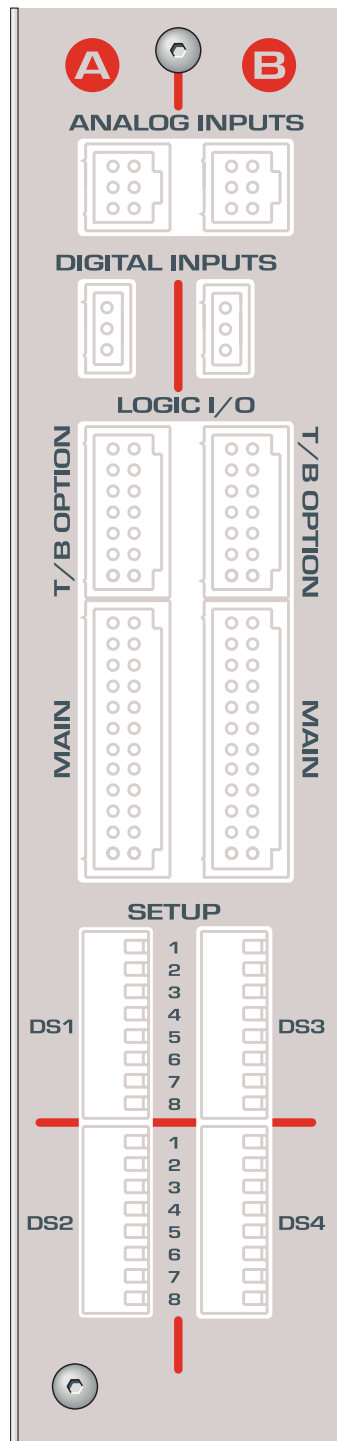 A B
ANALOG INPUTS
DIGITAL INPUTS
LOGIC I/O
T/B OPTION
T/B OPTION
MAIN
MAIN
SETUP
DS1
DS3
1
2
3
4
5
6
7
8
DS2
DS4
1
2
3
4
5
6
7
8